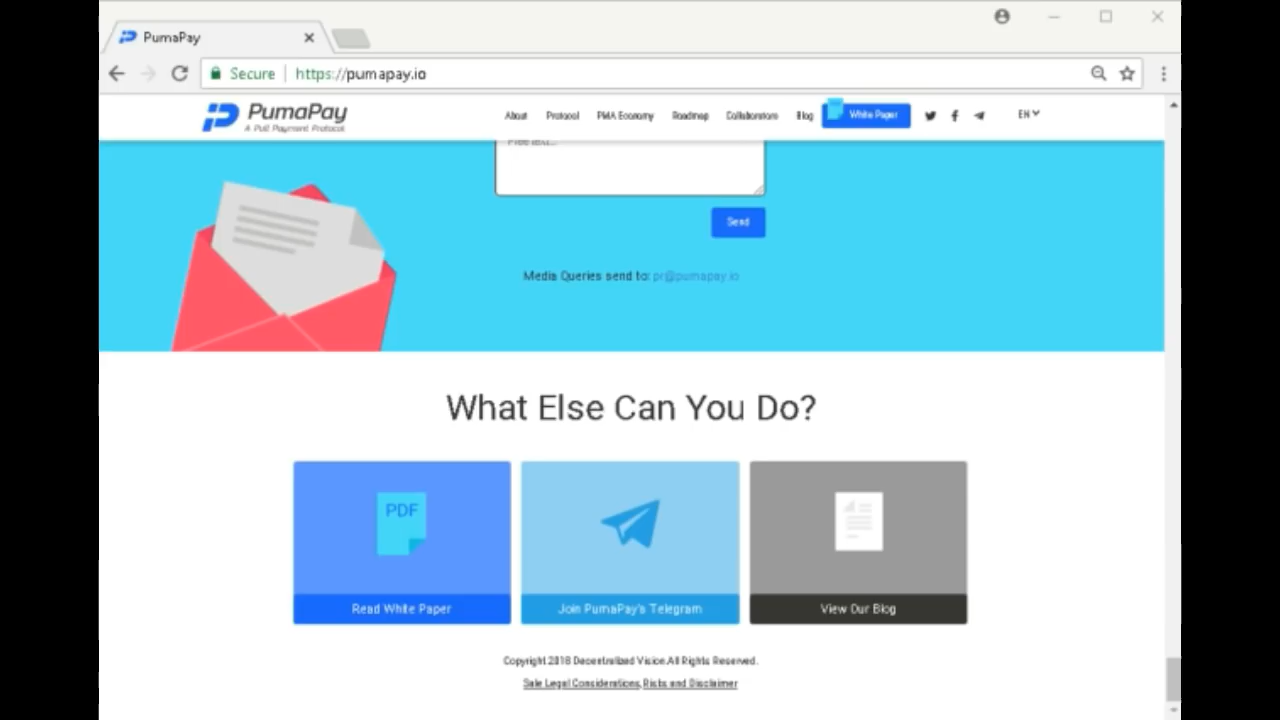 PumaPay
Secure https://pumapay.io
PumaPay
A Pull Payment Protocol
About Protocol PMA Economy Roadmap Collaborators Blog White Paper EN
Free text...
Send
Media Queries send to: pr@pumapay.io
What Else Can You Do?
PDF
Read White Paper Join PumaPay's Telegram View Our Blog
Copyright 2018 Decentralized Vision.All Rights Reserved.
Sale Legal Considerations, Risks and Disclaimer